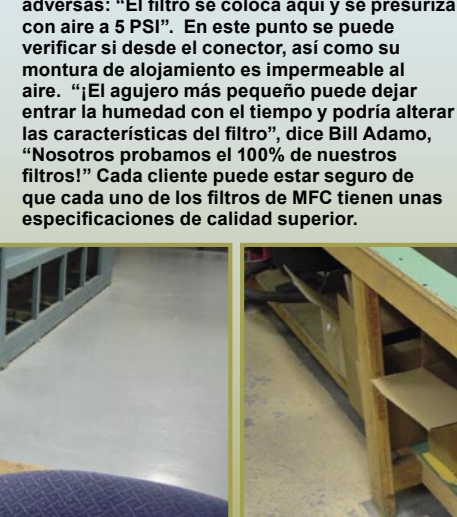 adversas: “El filtro se coloca aquí y se presuriza
con aire a 5 PSI”.  En este punto se puede
verificar si desde el conector, así como su
montura de alojamiento es impermeable al
aire.  “¡El agujero más pequeño puede dejar
entrar la humedad con el tiempo y podría alterar
las características del filtro”, dice Bill Adamo,
“Nosotros probamos el 100% de nuestros
filtros!” Cada cliente puede estar seguro de
que cada uno de los filtros de MFC tienen unas
especificaciones de calidad superior.